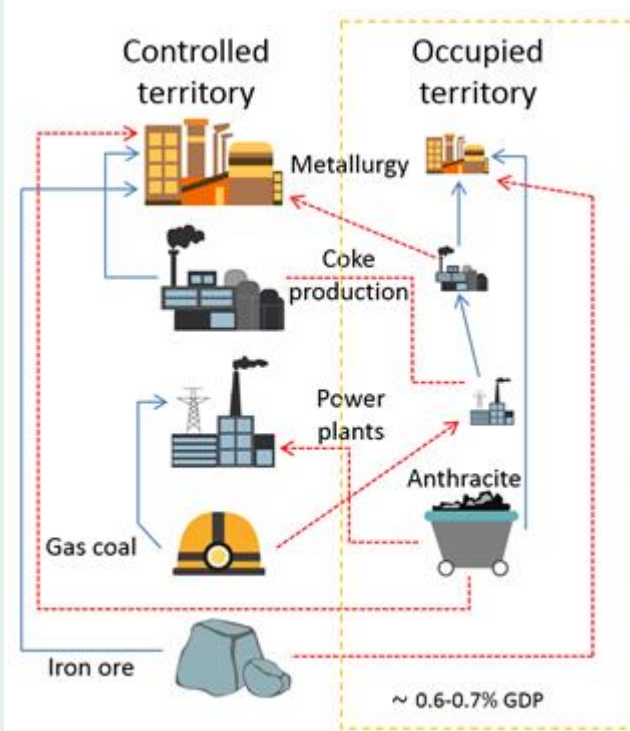 Controlled
territory
Occupied
territory
Metallurgy
Coke
production
Power
plants
Anthracite
Gas coal
Iron ore
~ 0.6-0.7% GDP